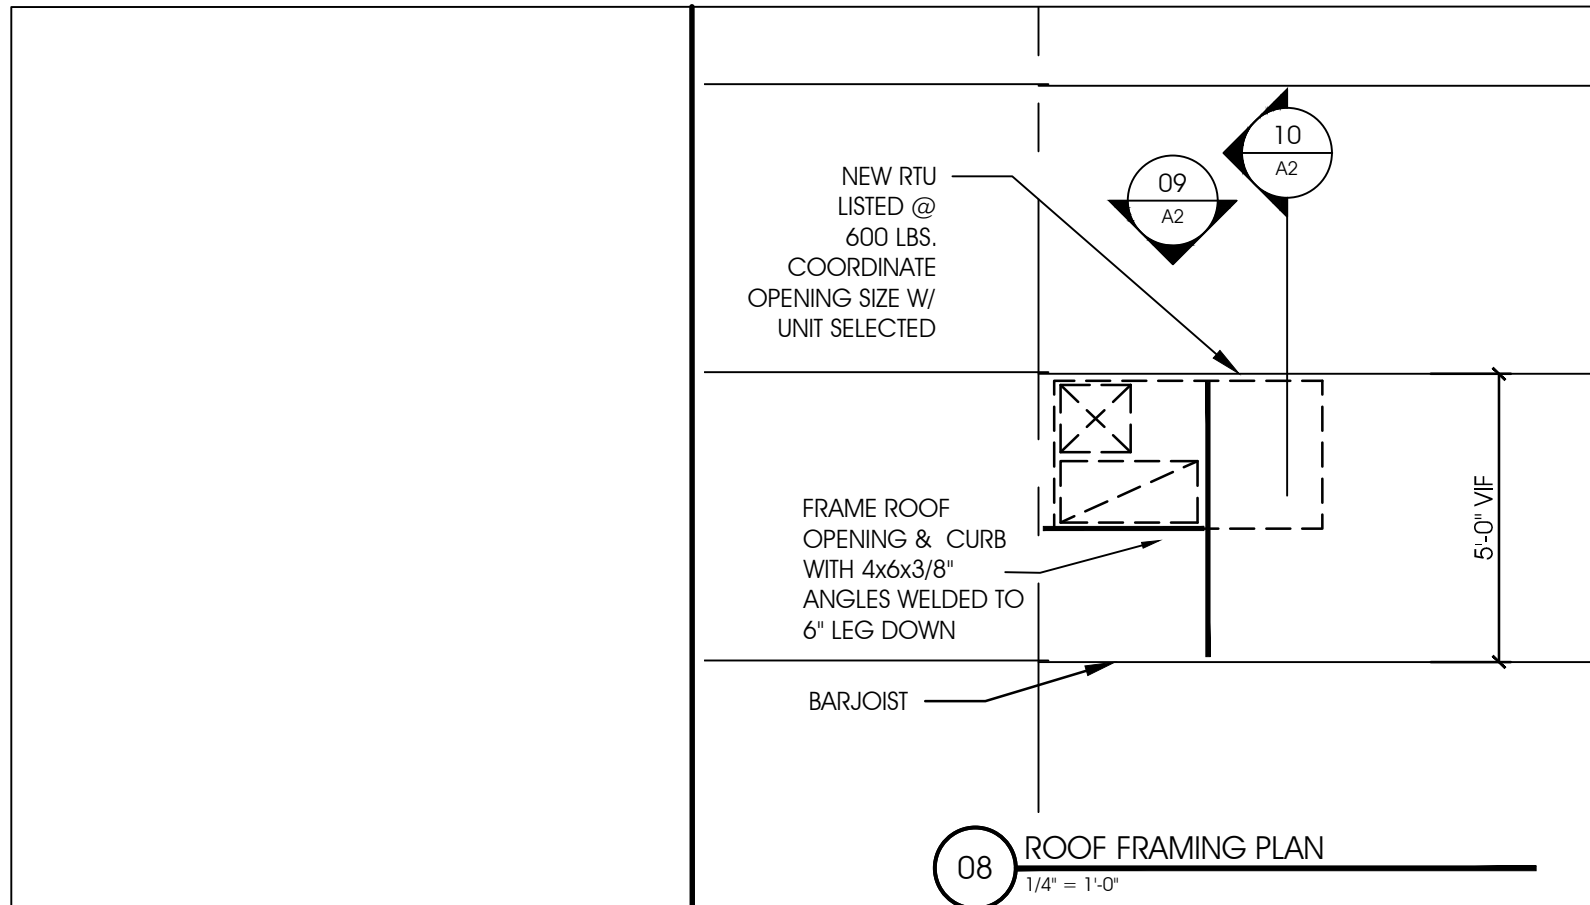 10
A2
09
A2
NEW RTU
LISTED @
600 LBS.
COORDINATE
OPENING SIZE W/
UNIT SELECTED
FRAME ROOF
OPENING & CURB
WITH 4x6x3/8"
ANGLES WELDED TO
6" LEG DOWN
5'-0" VIF
BARJOIST
08
ROOF FRAMING PLAN
1/4" = 1'-0"